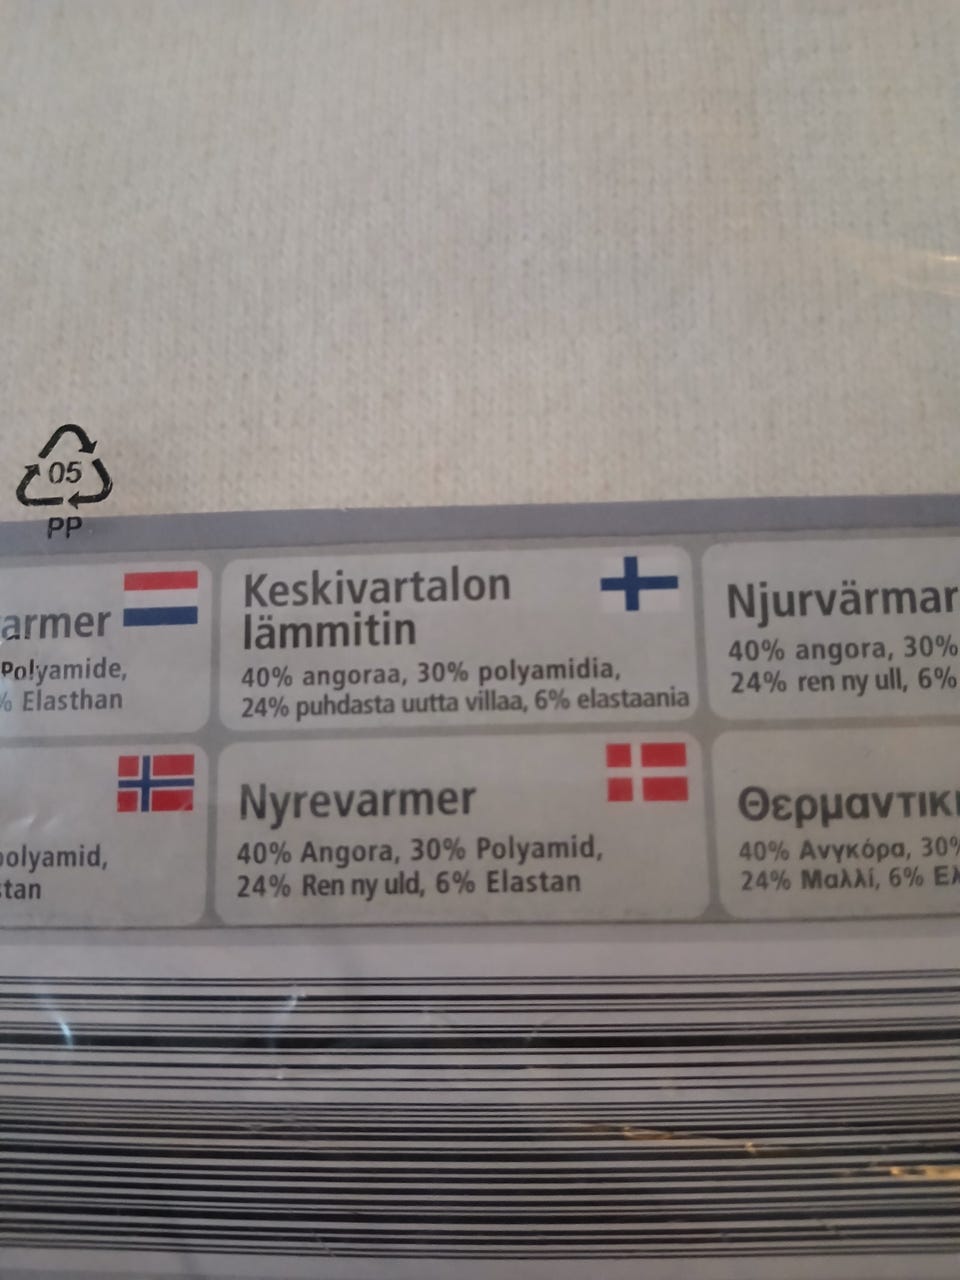 05
PP
armer
Polyamide,
% Elasthan
Keskivartalon
lämmitin
40% angoraa, 30% polyamidia,
24% puhdasta uutta villaa, 6% elastaania
Njurvärmar
40% angora, 30%
24% ren ny ull, 6%
polyamid,
stan
Nyrevarmer
40% Angora, 30% Polyamid,
24% Ren ny uld, 6% Elastan
Θερμαντικ
40% Ανγκόρα, 30%
24% Μαλλί, 6% Ελ